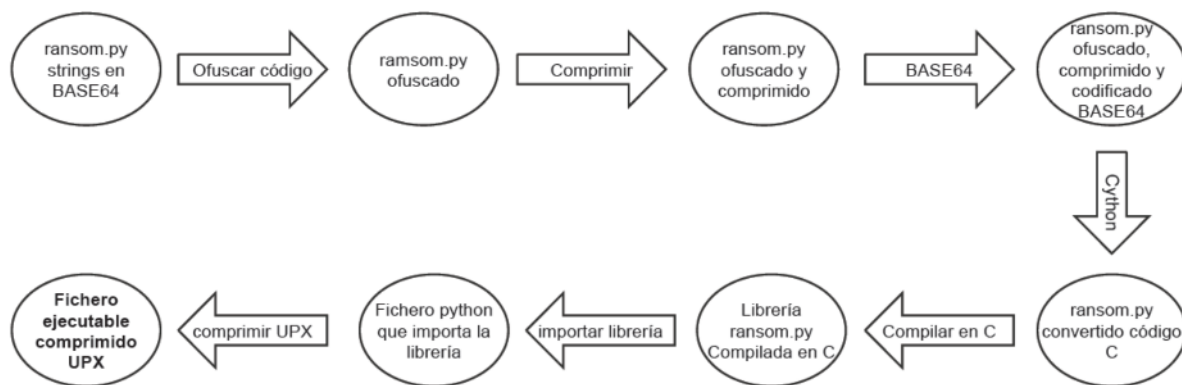 ransom.py
strings en
BASE64
Ofuscar código
ramsom.py
ofuscado
Comprimir
ransom.py
ofuscado y
comprimido
BASE64
ransom.py
ofuscado,
comprimido y
codificado
BASE64
Cython
ransom.py
convertido código
C
Compilar en C
Librería
ransom.py
Compilada en C
importar librería
Fichero python
que importa la
librería
comprimir UPX
Fichero
ejecutable
comprimido
UPX